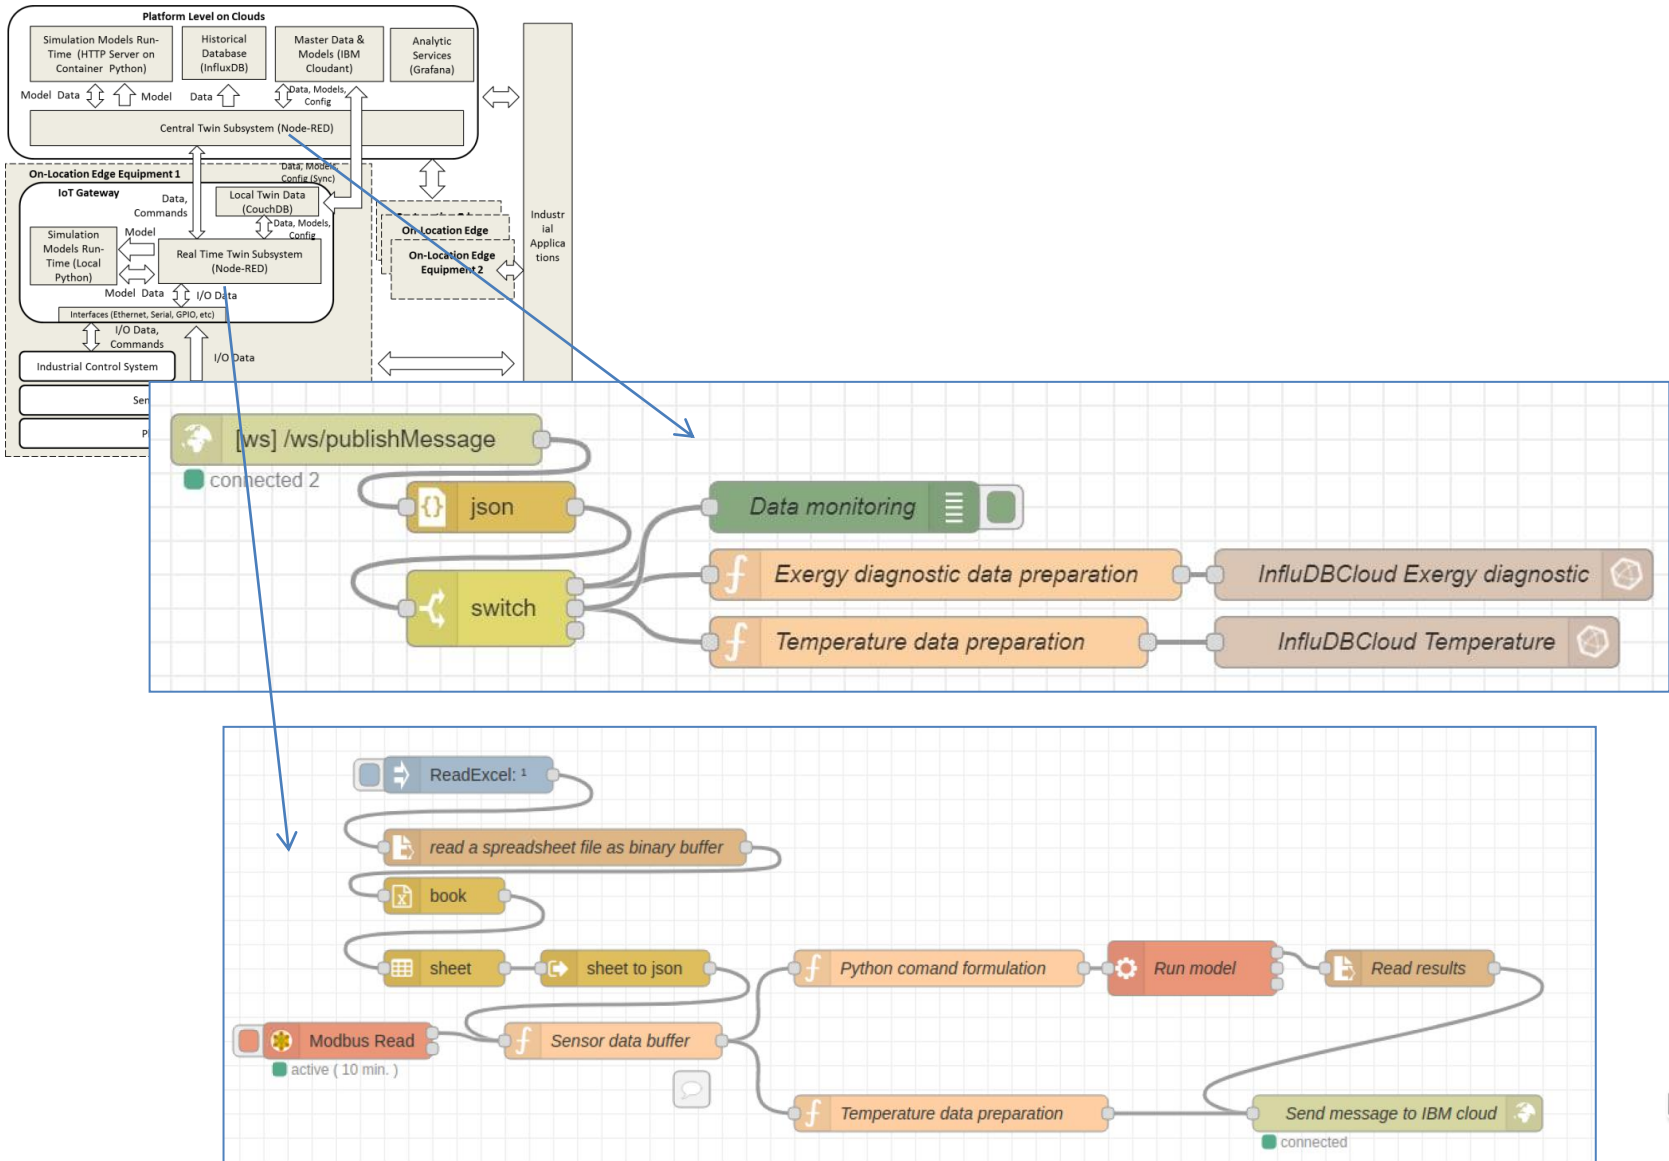 Platform Level on Clouds
Simulation Models Run-
Time (HTTP Server on
Container Python)
Historical
Database
(InfluxDB)
Master Data &
Models (IBM
Cloudant)
Analytic
Services
(Grafana)
Model Data
Model
Data
Data, Models,
Config
Central Twin Subsystem (Node-RED)
On-Location Edge Equipment 1
IoT Gateway
Data,
Commands
Data, Models,
Config (Sync)
Local Twin Data
(CouchDB)
Data, Models,
Config
Simulation
Models Run-
Time (Local
Python)
Model
Real Time Twin Subsystem
(Node-RED)
Model Data
I/O Data
Interfaces (Ethernet, Serial, GPIO, etc)
I/O Data,
Commands
I/O Data
Industrial Control System
Sen
P
On-Location Edge
On-Location Edge
Equipment 2
Industr
ial
Applica
tions
[ws] /ws/publishMessage
connected 2
json
switch
Data monitoring
Exergy diagnostic data preparation
InfluDBCloud Exergy diagnostic
Temperature data preparation
InfluDBCloud Temperature
ReadExcel: ¹
read a spreadsheet file as binary buffer
book
sheet
sheet to json
Python comand formulation
Run model
Read results
Modbus Read
active ( 10 min. )
Sensor data buffer
Temperature data preparation
Send message to IBM cloud
connected